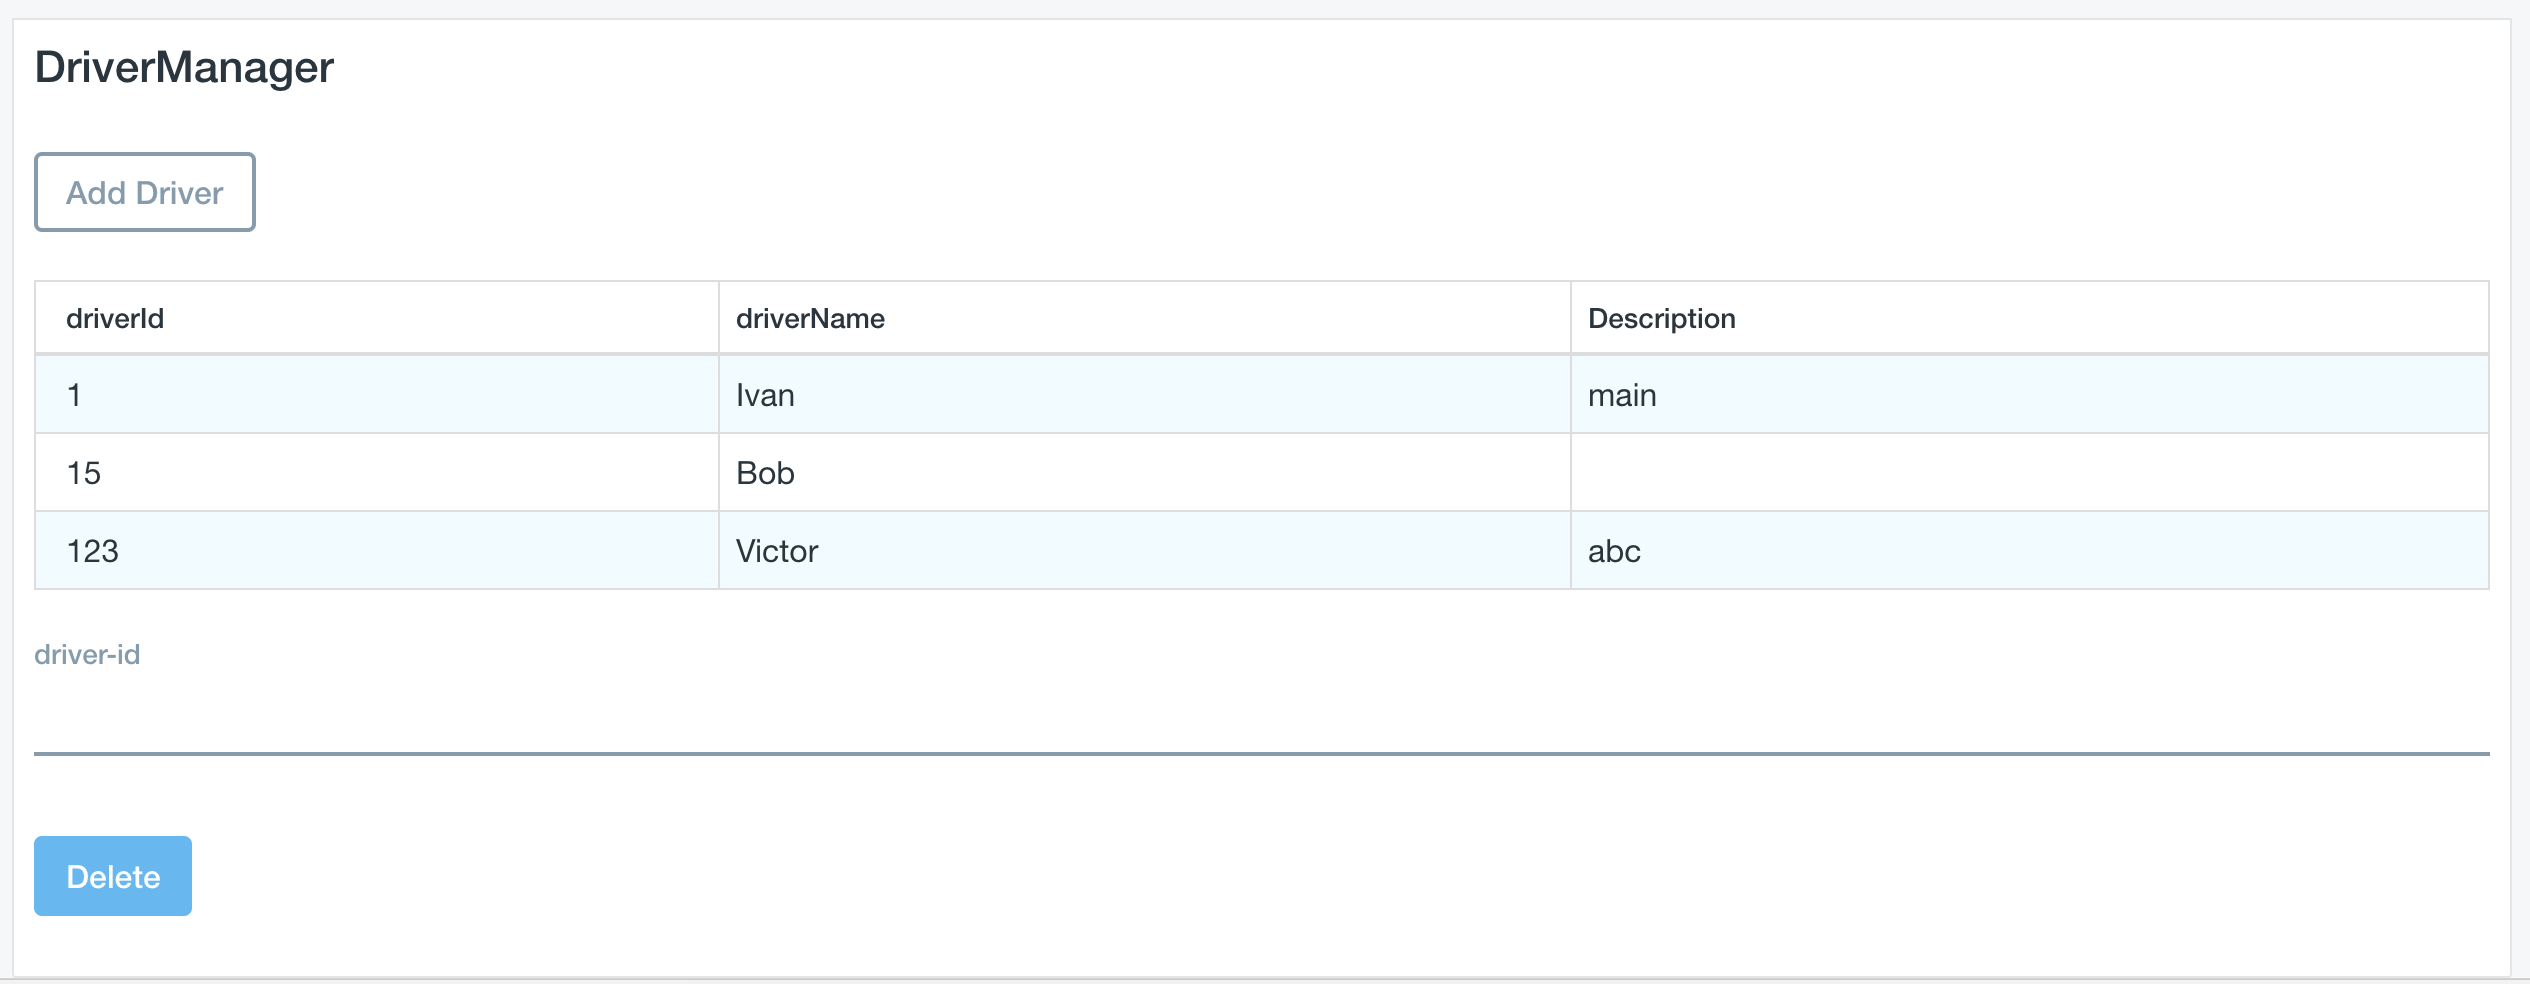 DriverManager
Add Driver
driverId driverName Description
1 Ivan main
15 Bob
123 Victor abc
driver-id
Delete